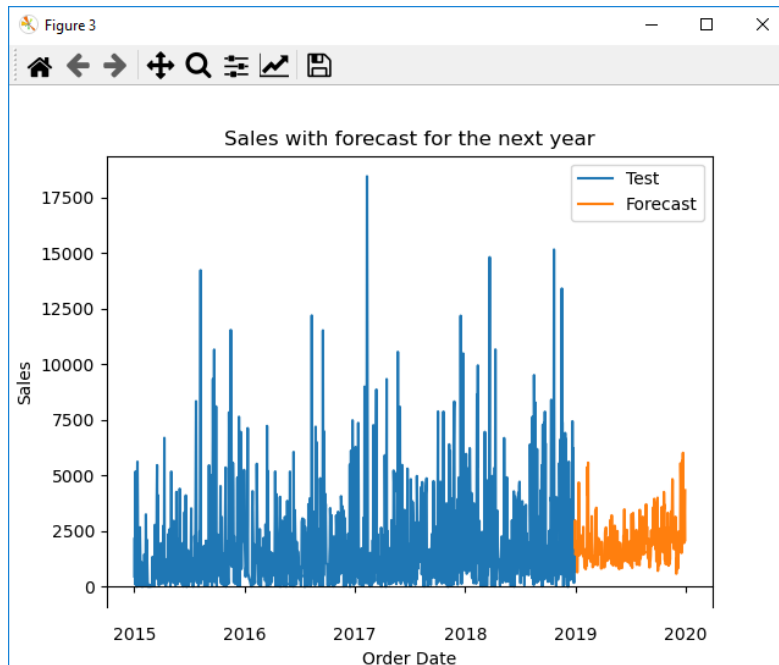 Figure 3
Sales with forecast for the next year
Test
Forecast
17500
15000
12500
10000
7500
5000
2500
0
Sales
2015 2016 2017 2018 2019 2020
Order Date